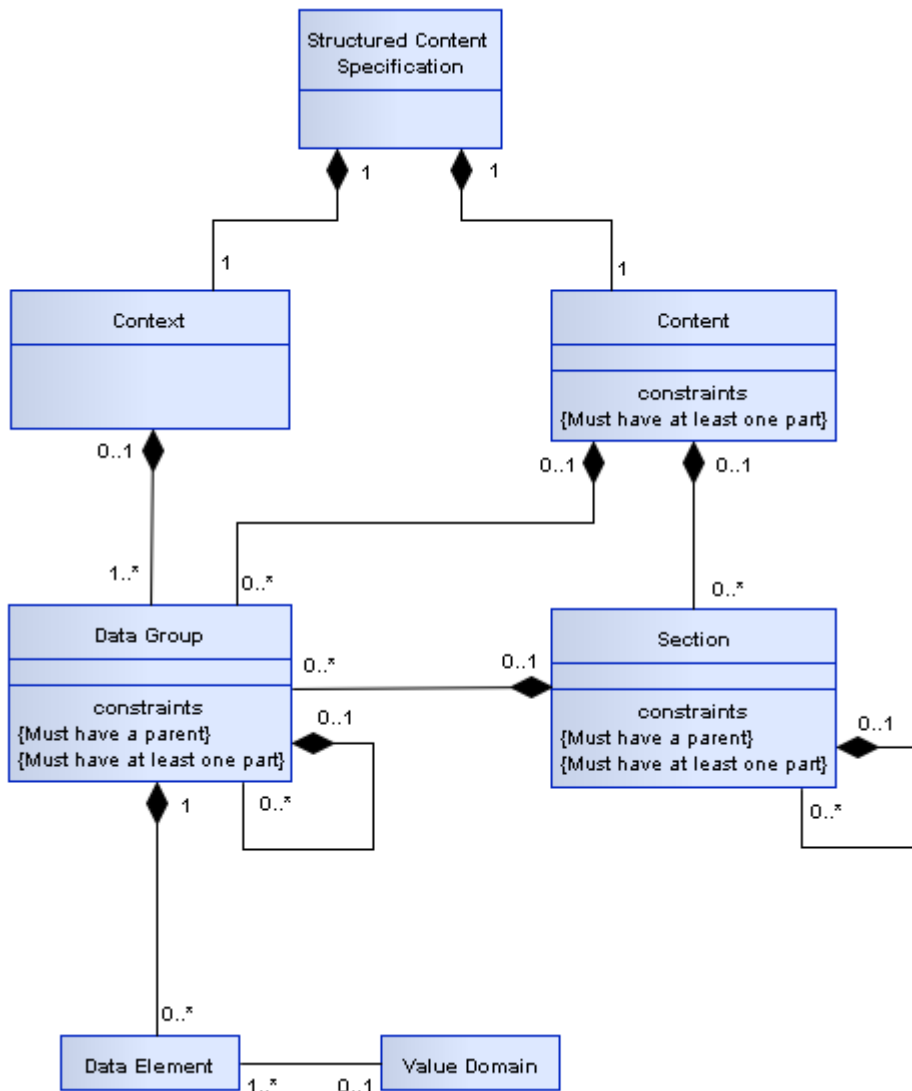 Structured Content
Specification
1
1
1
1
Context
Content
constraints
{Must have at least one part}
0..1
0..1
0..1
1..*
0..*
0..*
Data Group
Section
0..*
0..1
constraints
{Must have a parent}
{Must have at least one part}
0..1
0..*
constraints
{Must have a parent}
{Must have at least one part}
0..1
0..*
1
0..*
Data Element
Value Domain
1..*
0..1